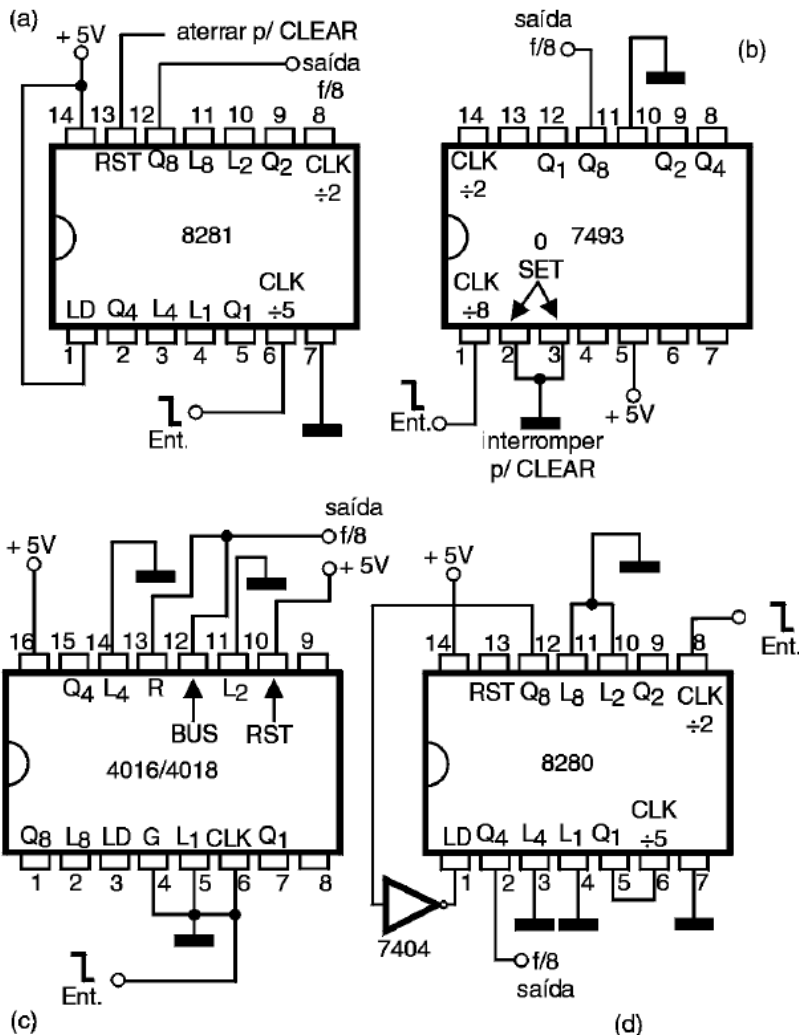 (a)
+ 5V
aterrar p/ CLEAR
saída
f/8
14 13 12 11 10 9 8
RST Q8 L8 L2 Q2 CLK
÷2
8281
CLK
LD Q4 L4 L1 Q1 ÷5
1 2 3 4 5 6 7
Ent.
(b)
saída
f/8
14 13 12 11 10 9 8
CLK Q1 Q8 Q2 Q4
÷2
0 7493
SET
CLK
÷8
1 2 3 4 5 6 7
Ent.
+ 5V
interromper
p/ CLEAR
saída
f/8
+ 5V
+ 5V
16 15 14 13 12 11 10 9
Q4 L4 R L2
BUS RST
4016/4018
Q8 L8 LD G L1 CLK Q1
1 2 3 4 5 6 7 8
Ent.
(c)
+ 5V
14 13 12 11 10 9 8
Ent.
RST Q8 L8 L2 Q2 CLK
÷2
8280
CLK
LD Q4 L4 L1 Q1 ÷5
1 2 3 4 5 6 7
7404
f/8
saída
(d)